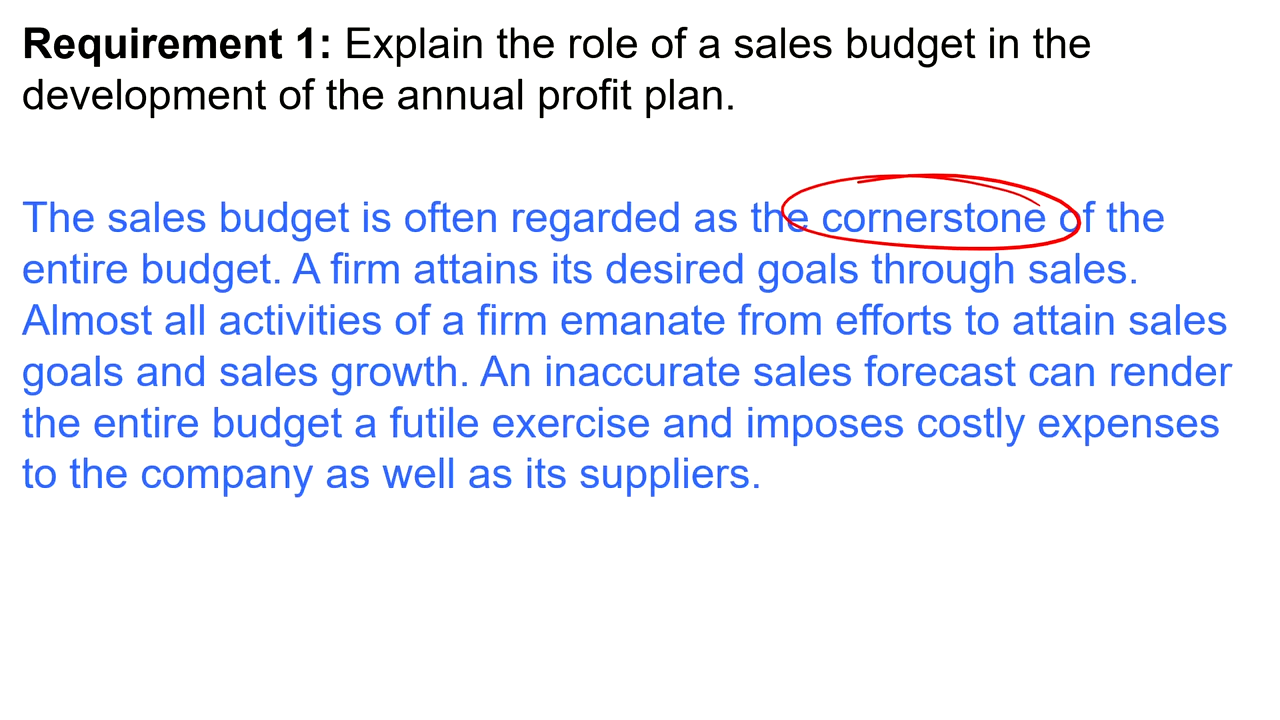 Requirement 1: Explain the role of a sales budget in the
development of the annual profit plan.
The sales budget is often regarded as the cornerstone of the
entire budget. A firm attains its desired goals through sales.
Almost all activities of a firm emanate from efforts to attain sales
goals and sales growth. An inaccurate sales forecast can render
the entire budget a futile exercise and imposes costly expenses
to the company as well as its suppliers.